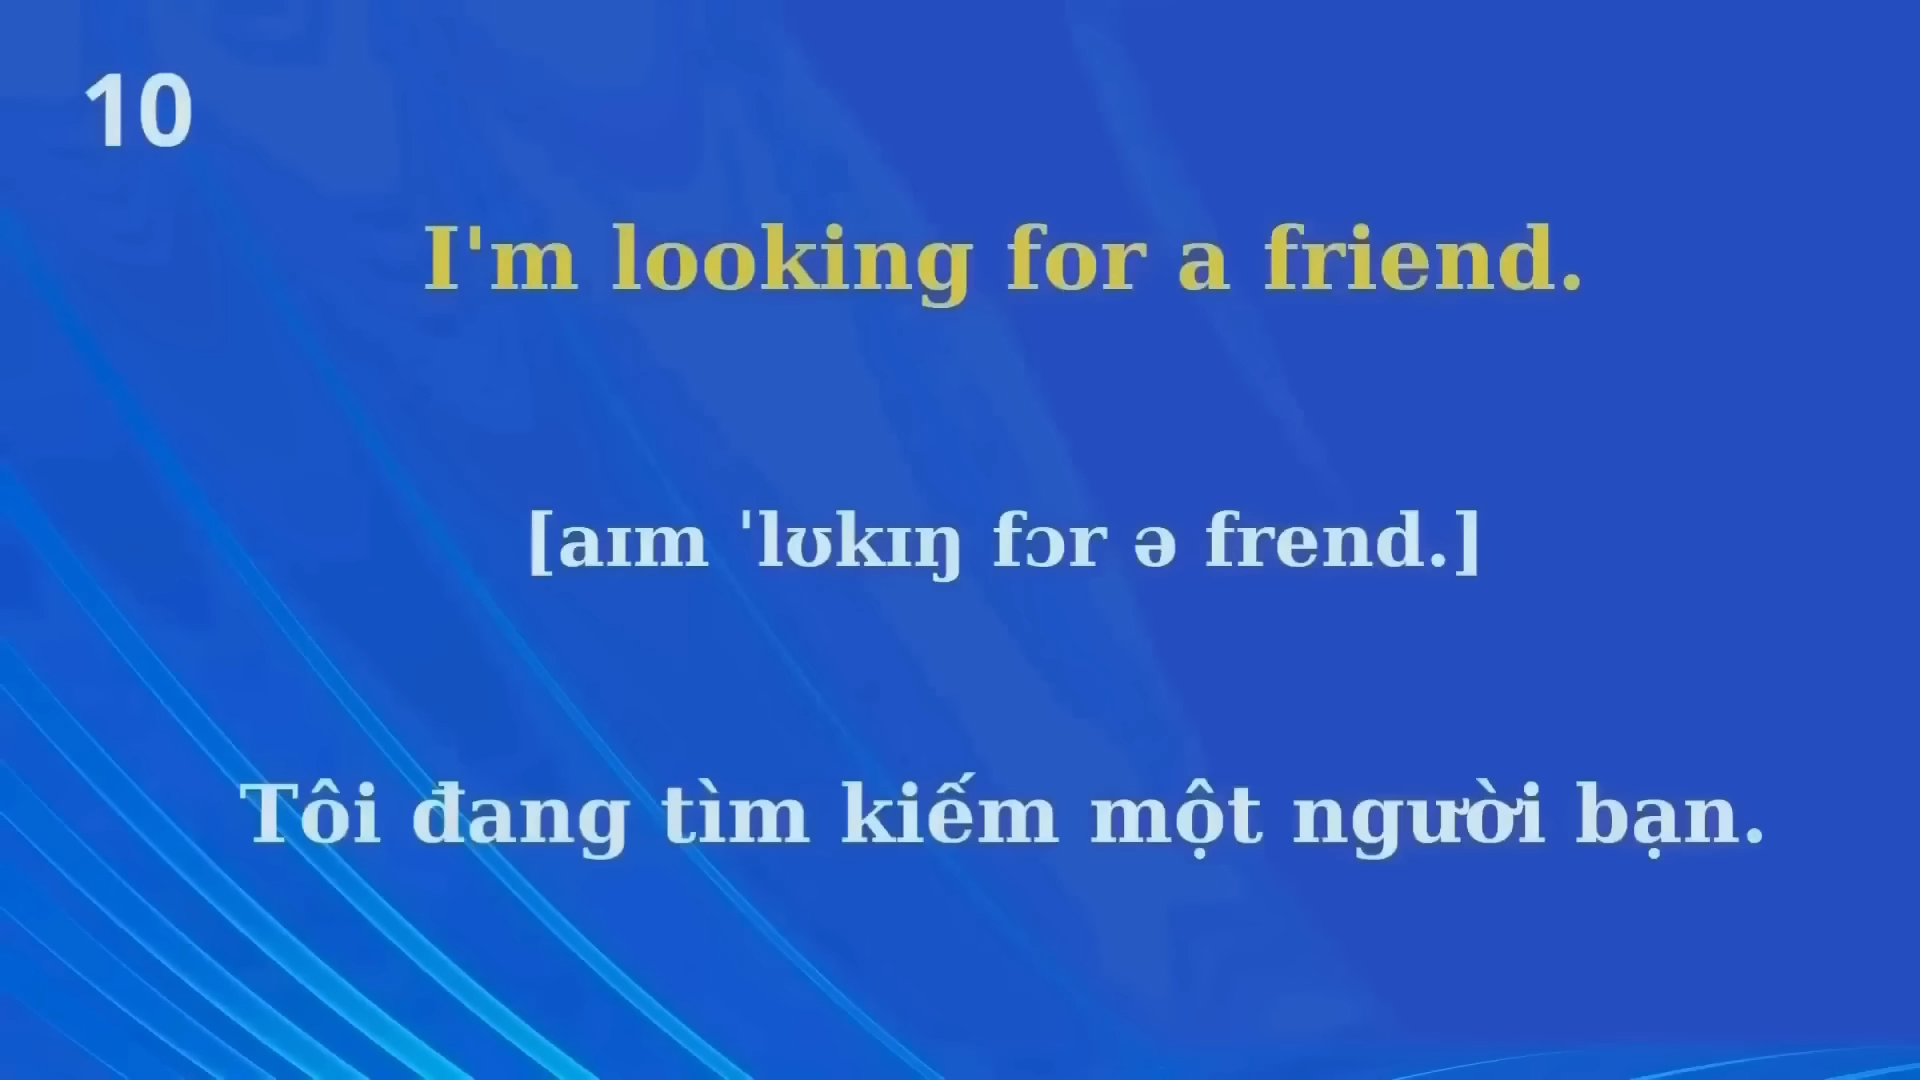 10
I'm looking for a friend.
[aɪm ˈlʊkɪŋ fɔr ə frend.]
Tôi đang tìm kiếm một người bạn.